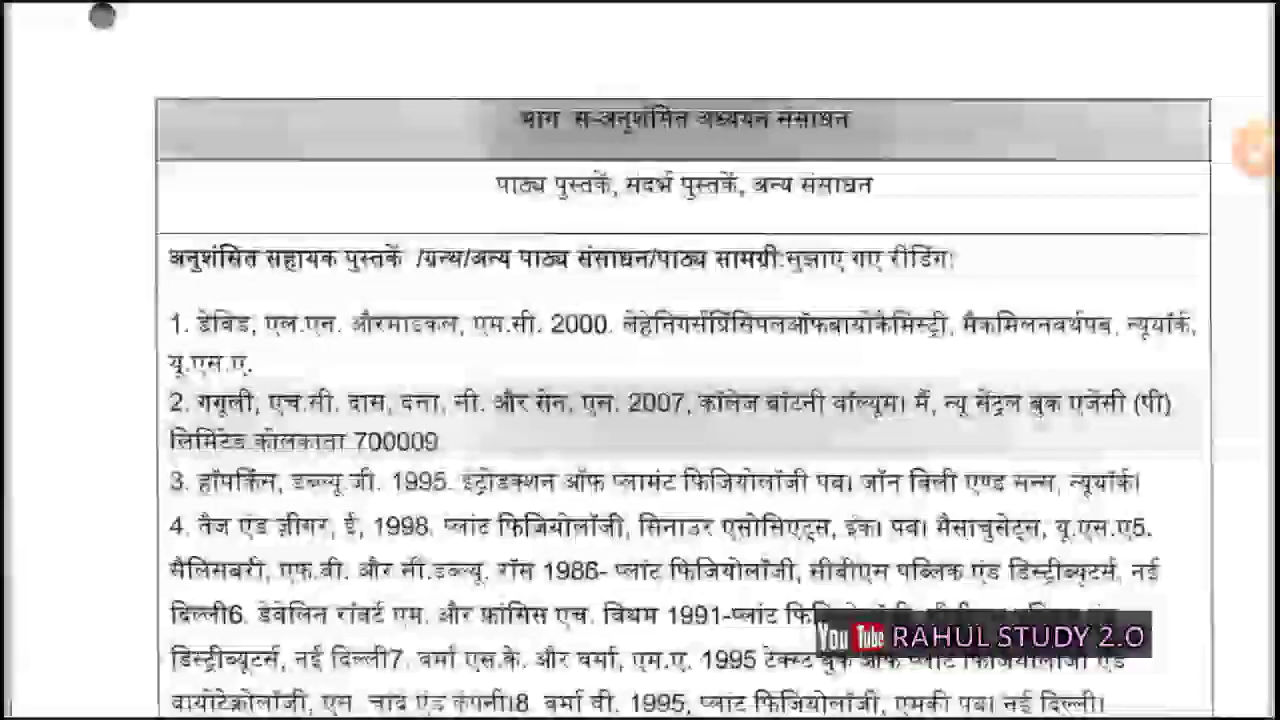 भाग स-अनुशंसित अध्ययन संसाधन
पाठ्य पुस्तकें, संदर्भ पुस्तकें, अन्य संसाधन
अनुशंसित सहायक पुस्तकें /ग्रन्थ/अन्य पाठ्य संसाधन/पाठ्य सामग्री:सुझाए गए रीडिंग:
1. डेविड, एल.एन. औरमाइकल, एम.सी. 2000. लेहेनिगर्सप्रिंसिपलऑफबायोकैमिस्ट्री, मैकमिलनवर्थपब, न्यूयॉर्क,
यू.एस.ए.
2. गंगूली, एच.सी. दास, दत्ता, सी. और सेन, एस. 2007, कॉलेज बॉटनी वॉल्यूम। मैं, न्यू सेंट्रल बुक एजेंसी (पी)
लिमिटेड कोलकाता 700009
3. हॉपकिंस, डब्ल्यू.जी. 1995. इंट्रोडक्शन ऑफ प्लामंट फिजियोलॉजी पब। जॉन विली एण्ड सन्स, न्यूयॉर्क।
4. तैज एंड ज़ीगर, ई, 1998, प्लांट फिजियोलॉजी, सिनाउर एसोसिएट्स, इंक। पब। मैसाचुसेट्स, यू.एस.ए5.
सैलिसबरी, एफ.बी. और सी.डब्ल्यू. रॉस 1986- प्लांट फिजियोलॉजी, सीबीएस पब्लिक एंड डिस्ट्रीब्यूटर्स, नई
दिल्ली6. डेवेलिन रॉबर्ट एम. और फ्रांसिस एच. विथम 1991-प्लांट
डिस्ट्रीब्यूटर्स, नई दिल्ली7. वर्मा एस.के. और वर्मा, एम.ए. 1995 टेक्स्ट बुक ऑफ प्लांट फिजियोलॉजी एंड
बायोटेक्नोलॉजी, एस चांद एंड कंपनी।8. वर्मा वी. 1995, प्लांट फिजियोलॉजी, एमकी पब। नई दिल्ली।
You Tube RAHUL STUDY 2.O